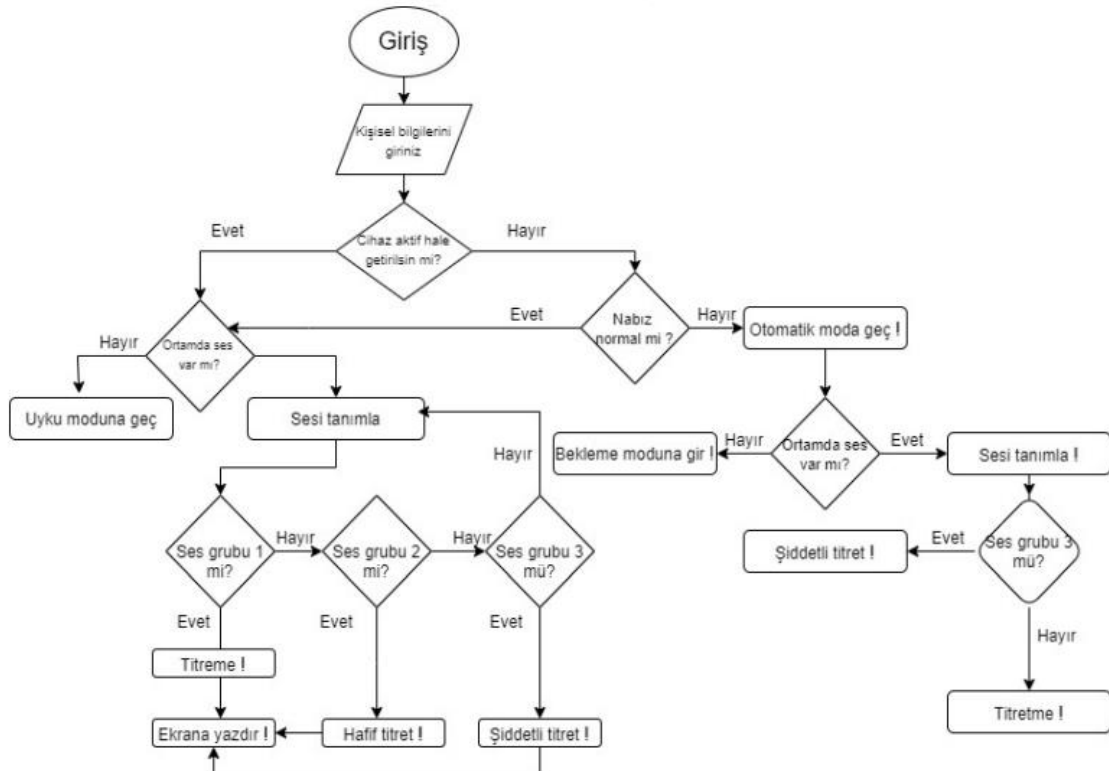 Giriş
Kişisel bilgilerini
giriniz
Evet
Hayır
Cihaz aktif hale
getirilsin mi?
Evet
Nabız
normal mi ?
Hayır
Otomatik moda geç !
Hayır
Ortamda ses
var mı?
Uyku moduna geç
Sesi tanımla
Hayır
Bekleme moduna gir !
Hayır
Ortamda ses
var mı?
Evet
Sesi tanımla !
Ses grubu 1
mi?
Hayır
Ses grubu 2
mi?
Hayır
Ses grubu 3
mü?
Şiddetli titret !
Evet
Ses grubu 3
mü?
Evet
Evet
Evet
Hayır
Titreme !
Ekrana yazdır !
Hafif titret !
Şiddetli titret !
Titretme !